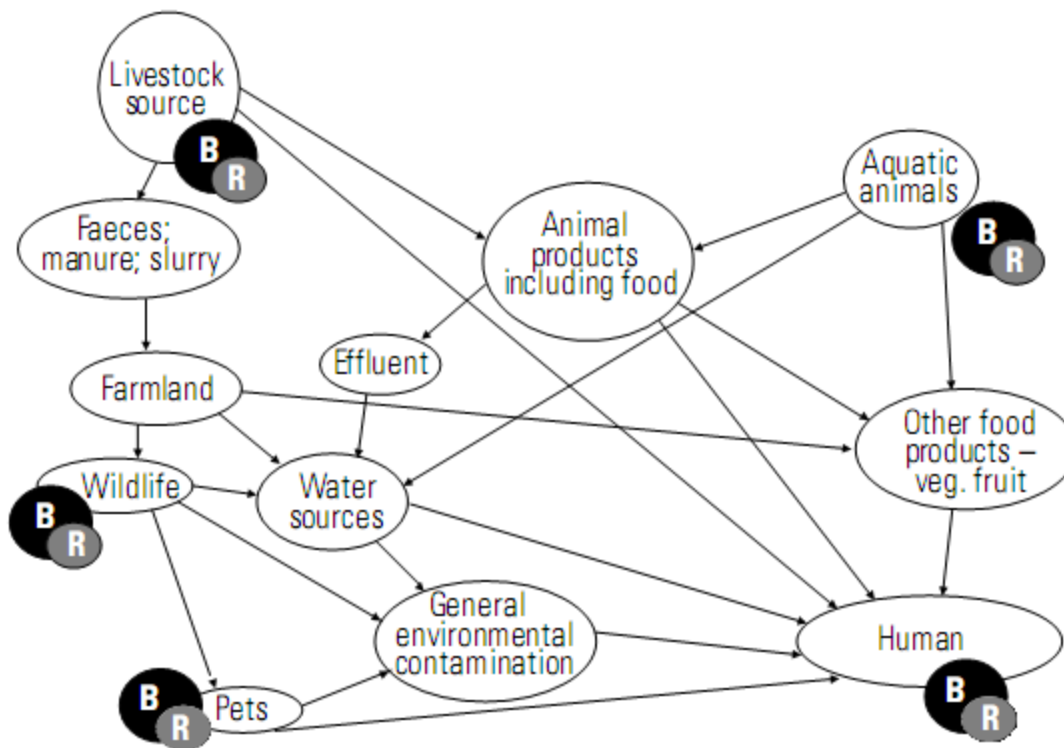 Livestock
source
B
R
Faeces;
manure; slurry
Animal
products
including food
Aquatic
animals
B
R
Effluent
Farmland
Other food
products –
veg. fruit
Wildlife
B
R
Water
sources
General
environmental
contamination
Human
B
R
Pets
B
R